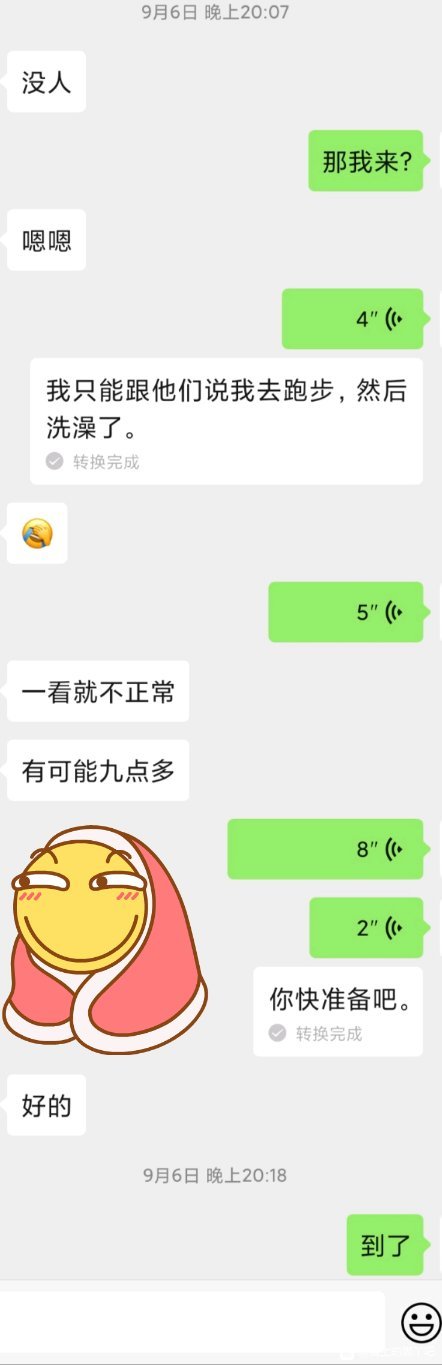 9月6日 晚上20:07
没人
那我来?
嗯嗯
4"
我只能跟他们说我去跑步，然后
洗澡了。
转换完成
5"
一看就不正常
有可能九点多
8"
2"
你快准备吧。
转换完成
好的
9月6日 晚上20:18
到了